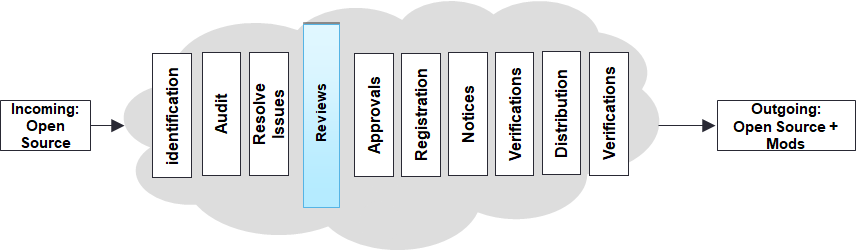 Incoming:
Open
Source
identification
Audit
Resolve
Issues
Reviews
Approvals
Registration
Notices
Verifications
Distribution
Verifications
Outgoing:
Open Source +
Mods